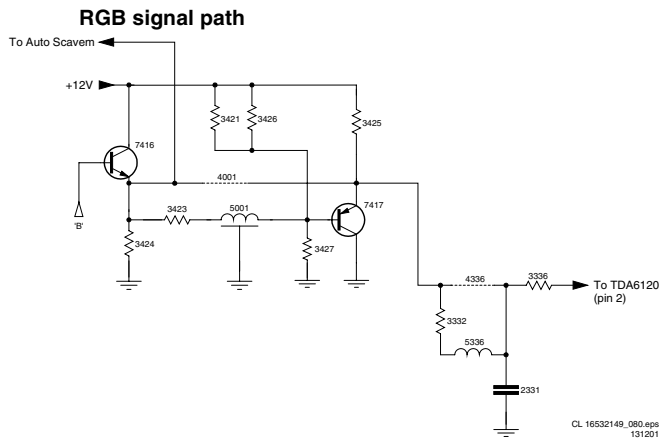 RGB signal path
To Auto Scavem
+12V
3421
3426
3425
7416
4001
7417
3423
5001
'B'
3424
3427
4336
3336
To TDA6120
(pin 2)
3332
5336
2331
CL 16532149_080.eps
131201